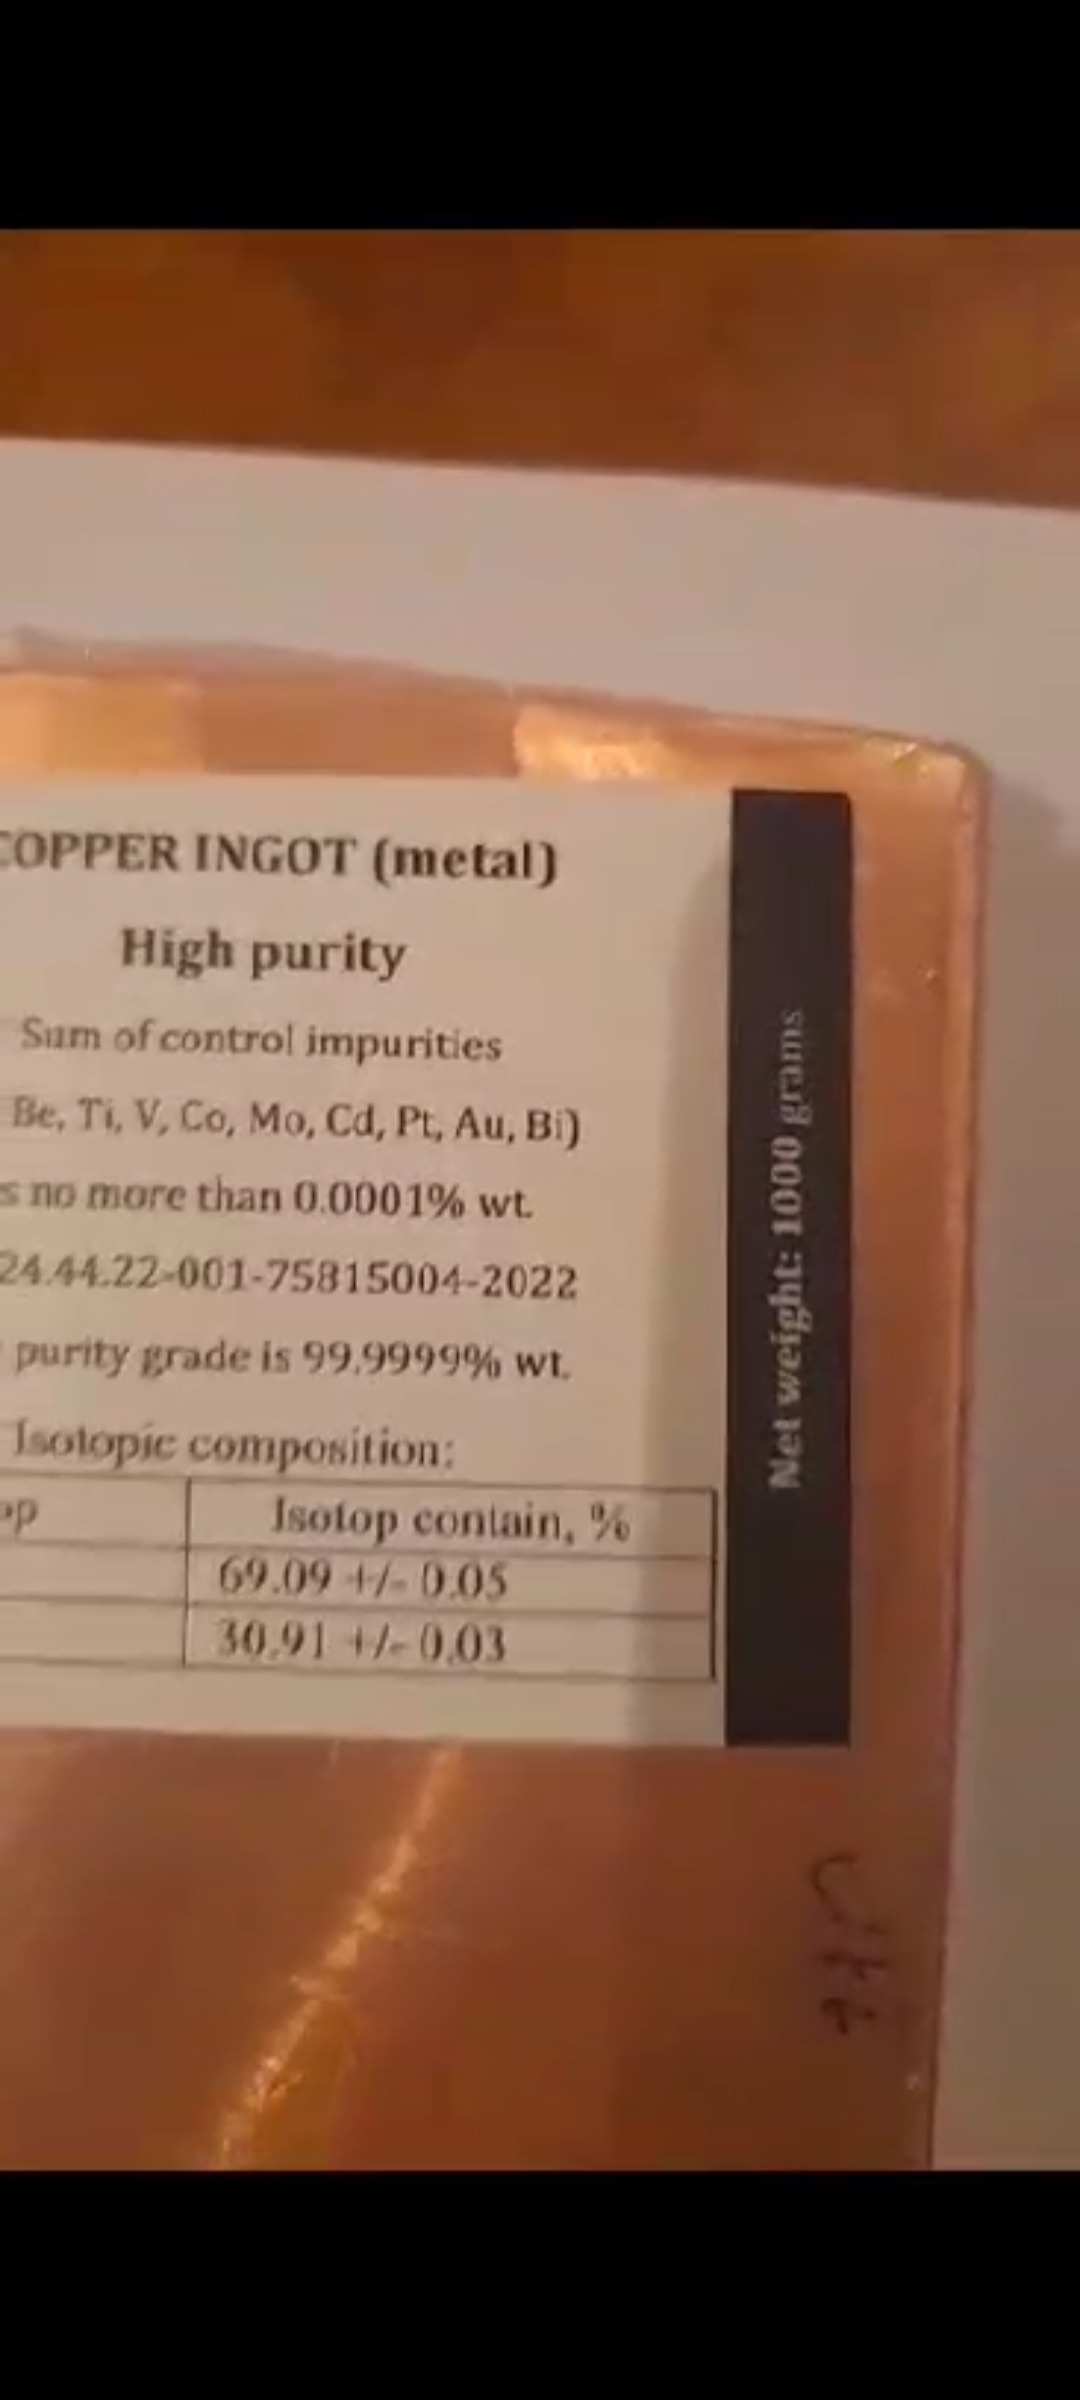 COPPER INGOT (metal)
High purity
Sum of control impurities
Be, Ti, V, Co, Mo, Cd, Pt, Au, Bi)
s no more than 0.0001% wt.
24.44.22-001-75815004-2022
purity grade is 99.9999% wt.
Isotopic composition:
op Isotop contain, %
69.09 +/- 0.05
30.91 +/- 0.03
Net weight: 1000 grams